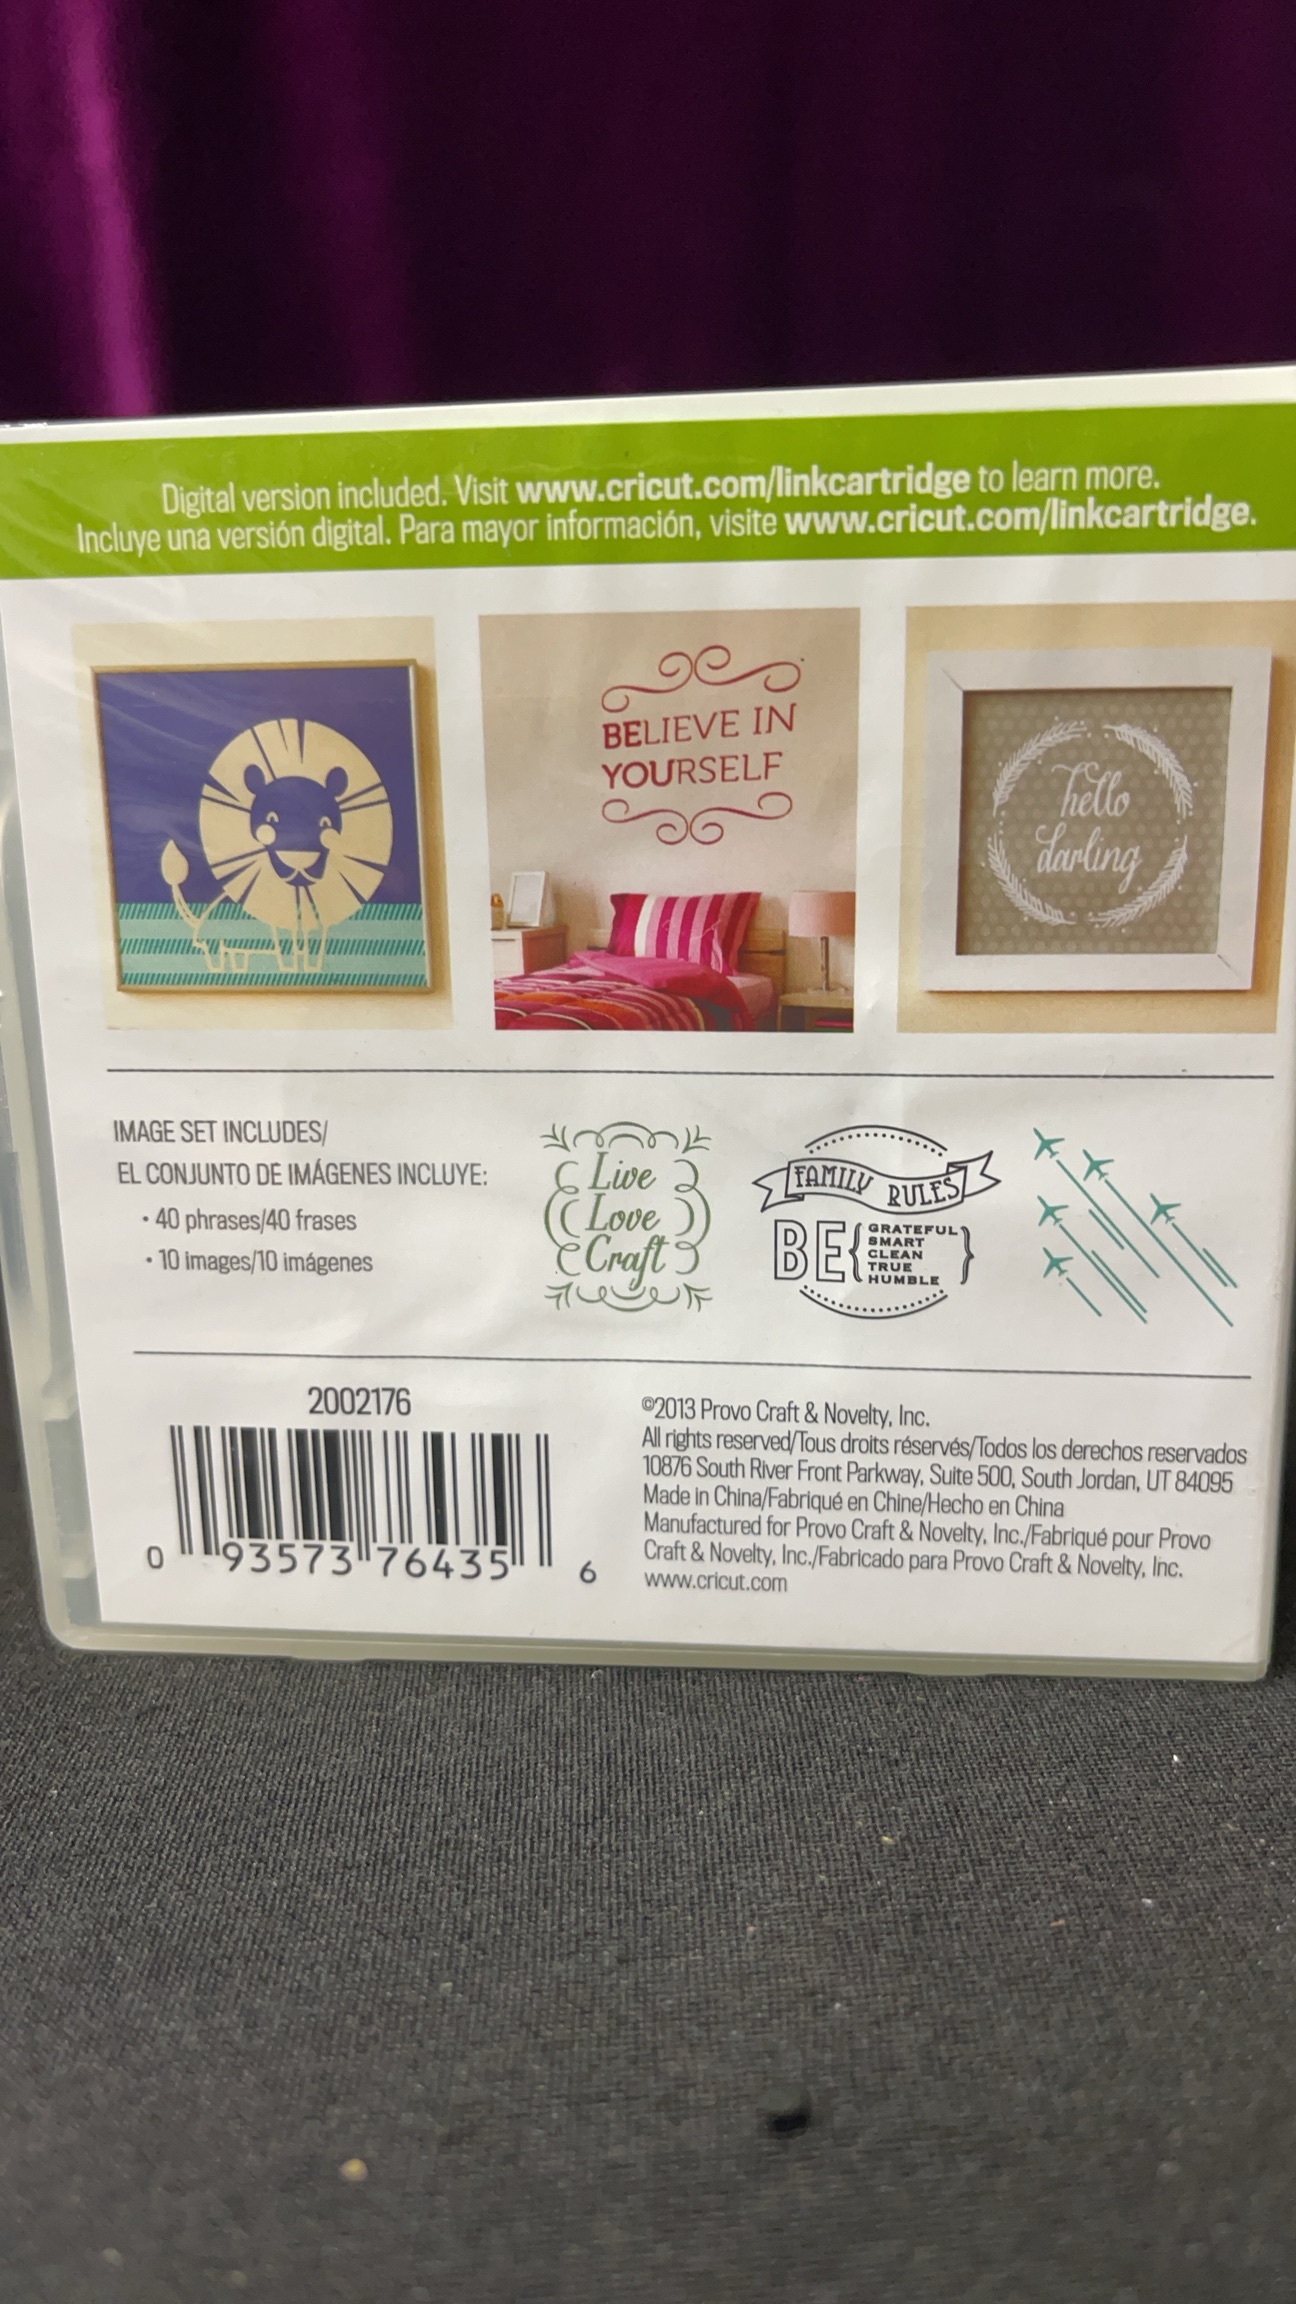 Digital version included. Visit www.cricut.com/linkcartridge to learn more.
Incluye una versión digital. Para mayor información, visite www.cricut.com/linkcartridge.
BELIEVE IN
YOURSELF
hello
darling
IMAGE SET INCLUDES/
EL CONJUNTO DE IMÁGENES INCLUYE:
• 40 phrases/40 frases
• 10 images/10 imágenes
Live
Love
Craft
FAMILY RULES
BE { GRATEFUL
SMART
CLEAN
TRUE
HUMBLE }
2002176
0 93573 76435 6
©2013 Provo Craft & Novelty, Inc.
All rights reserved/Tous droits réservés/Todos los derechos reservados
10876 South River Front Parkway, Suite 500, South Jordan, UT 84095
Made in China/Fabriqué en Chine/Hecho en China
Manufactured for Provo Craft & Novelty, Inc./Fabriqué pour Provo
Craft & Novelty, Inc./Fabricado para Provo Craft & Novelty, Inc.
www.cricut.com